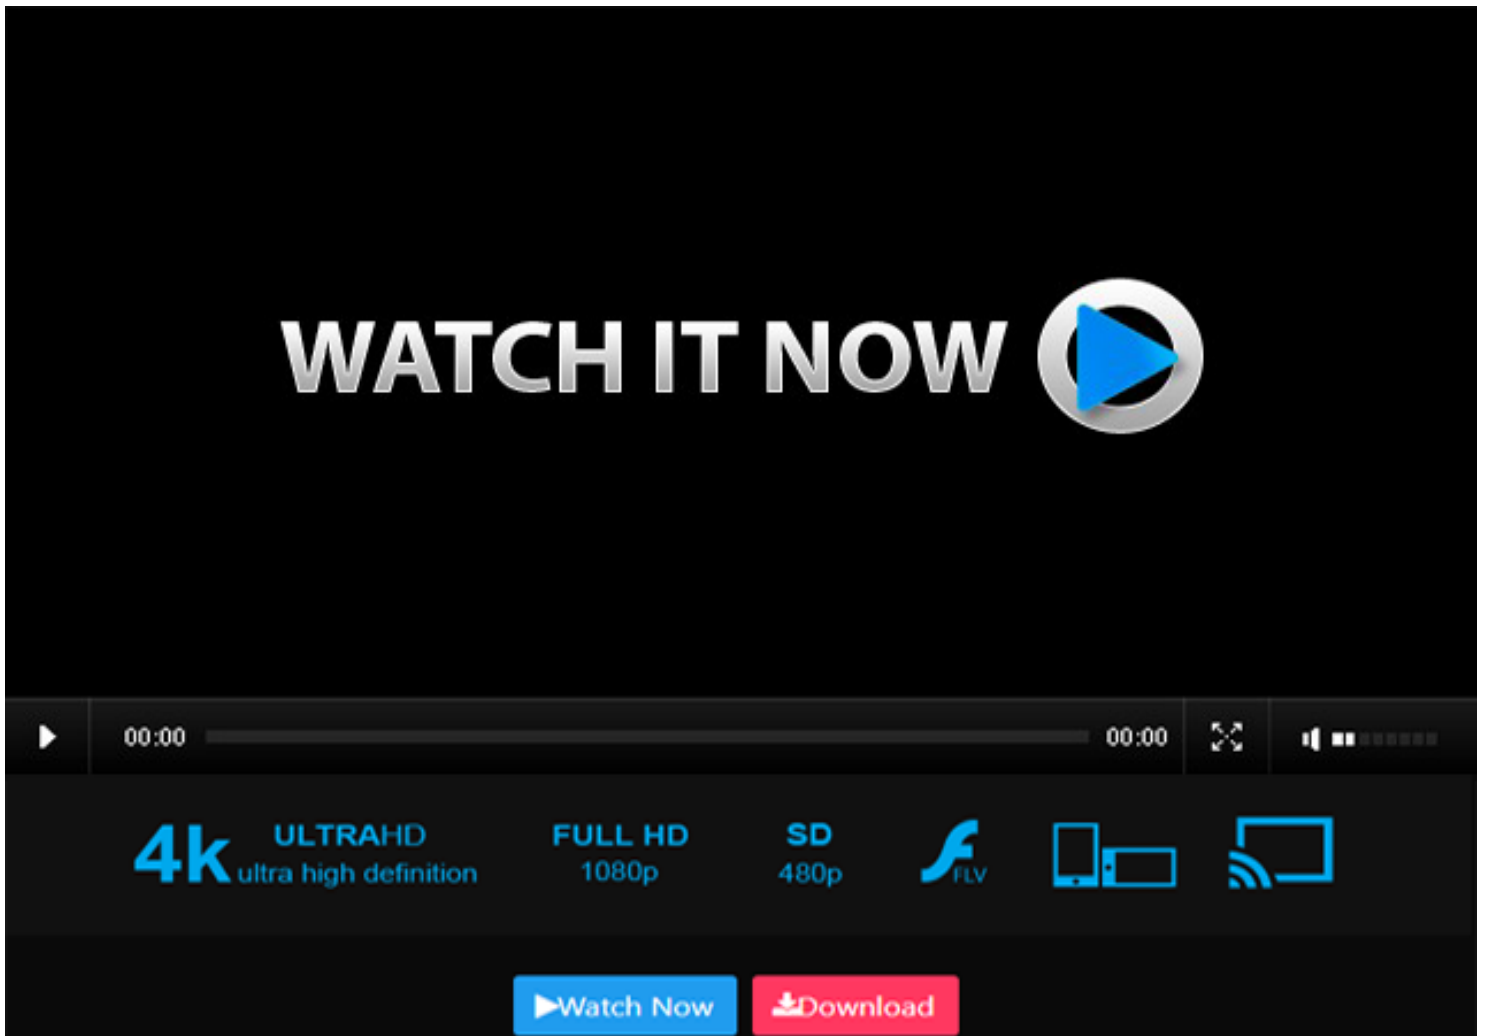 WATCH IT NOW
00:00 00:00
4k ULTRAHD FULL HD SD
ultra high definition 1080p 480p FLV
Watch Now Download